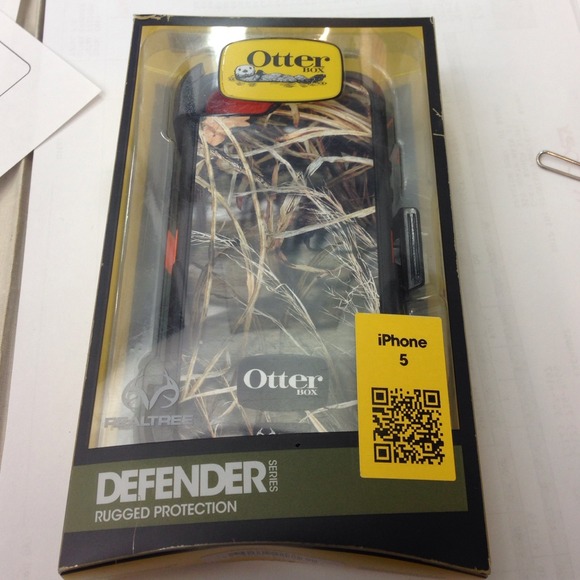 Otter
BOX
iPhone
5
Otter
BOX
REALTREE
DEFENDER
SERIES
RUGGED PROTECTION